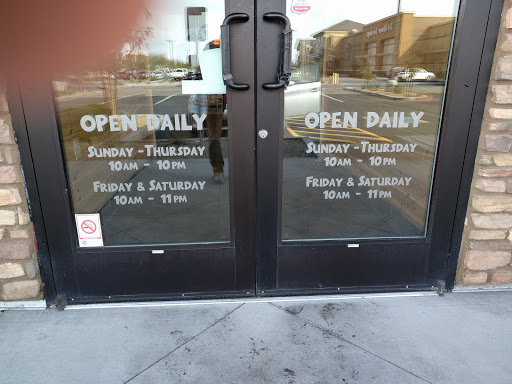 OPEN DAILY
SUNDAY - THURSDAY
10AM - 10PM
FRIDAY & SATURDAY
10AM - 11PM
OPEN DAILY
SUNDAY - THURSDAY
10AM - 10PM
FRIDAY & SATURDAY
10AM - 11PM